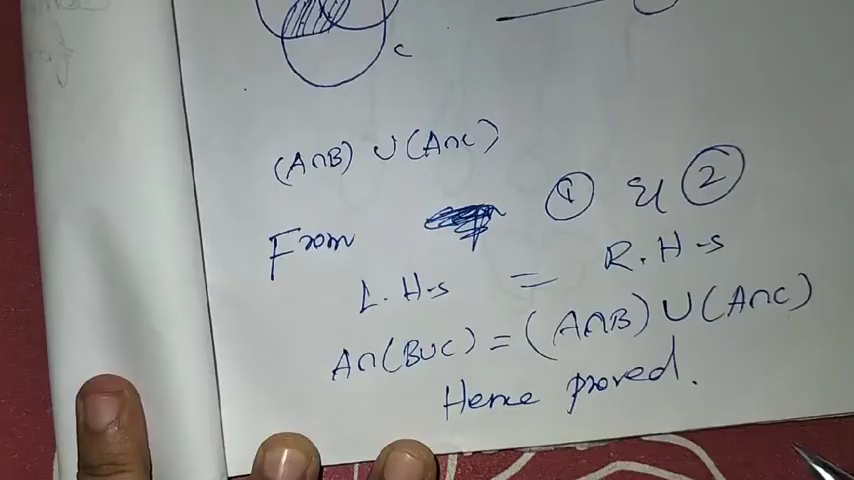 C
(A∩B) ∪ (A∩C)
From ① & ②
L.H.S = R.H.S
A∩(B∪C) = (A∩B) ∪ (A∩C)
Hence proved.